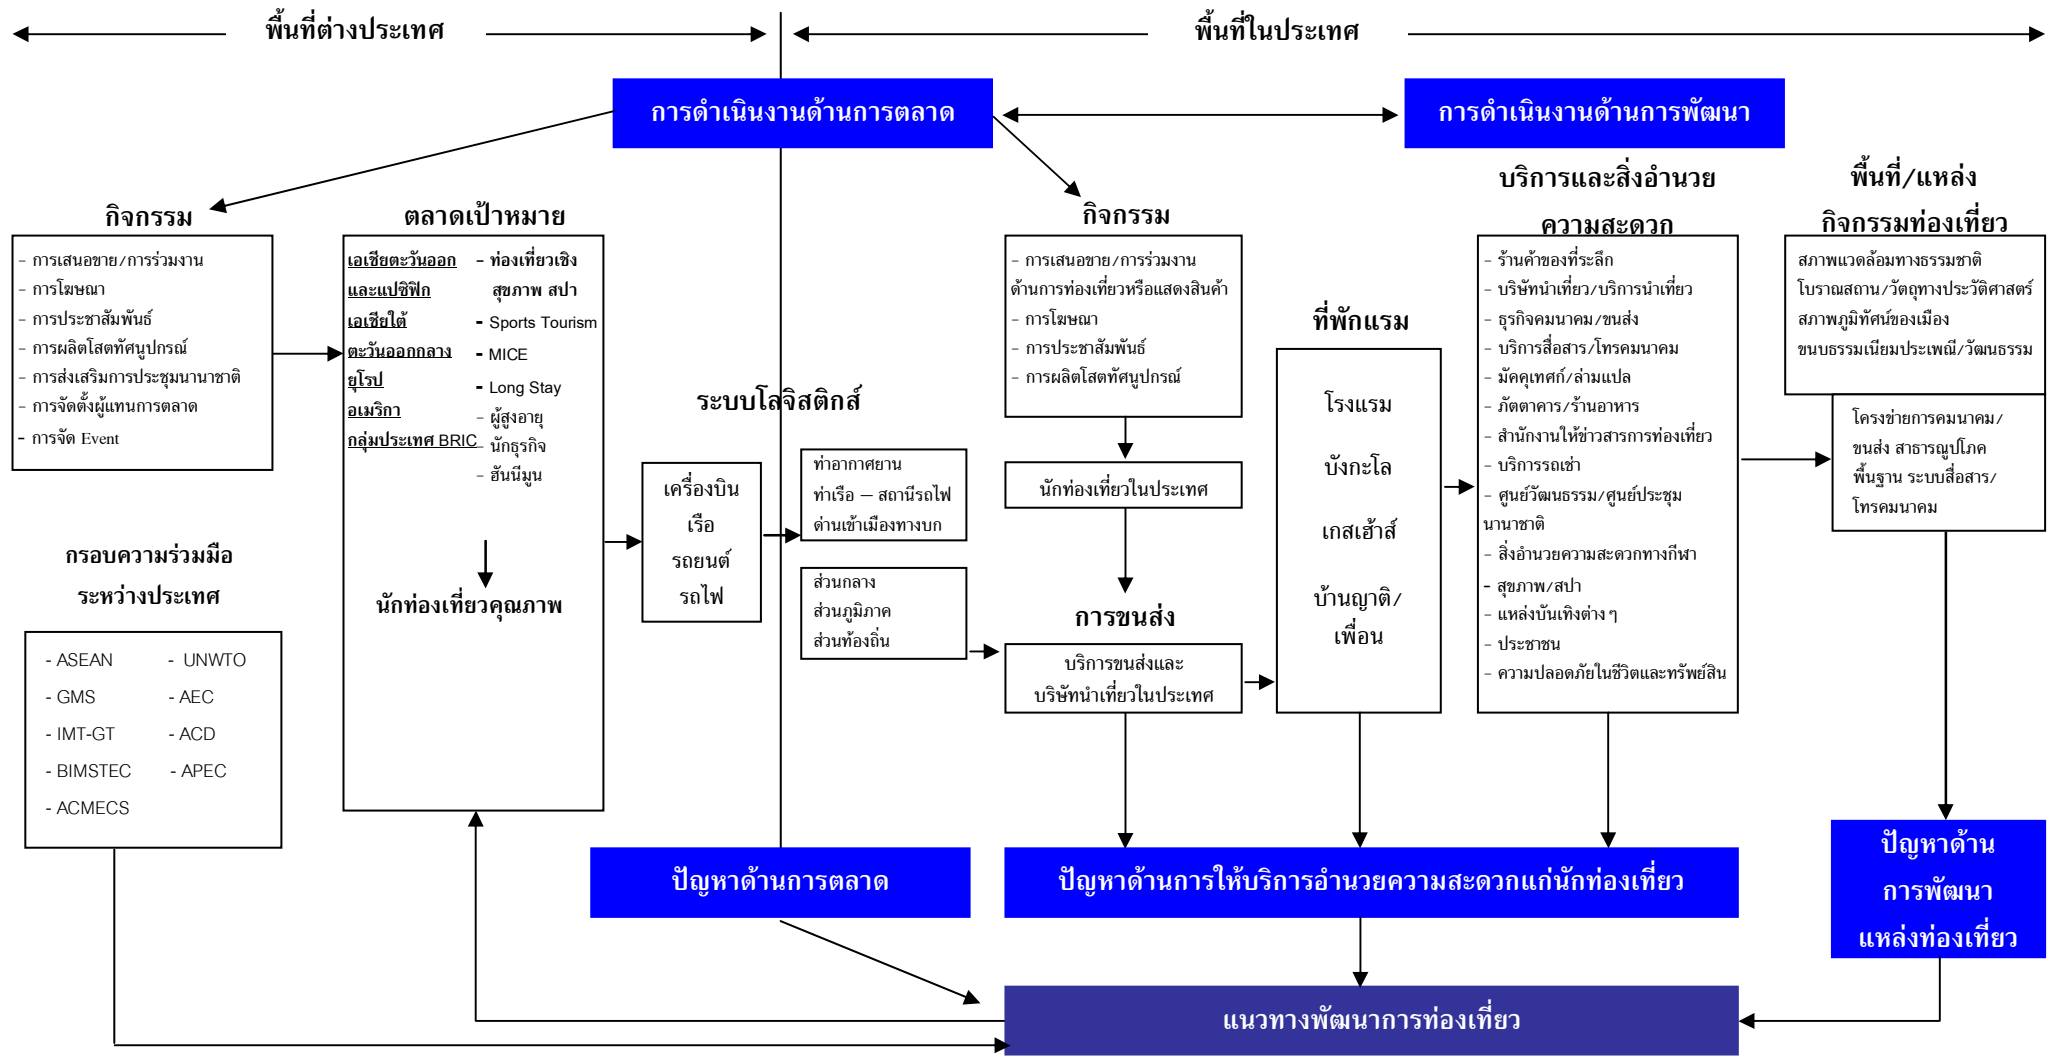 พื้นที่ต่างประเทศ
พื้นที่ในประเทศ
การดำเนินงานด้านการตลาด
การดำเนินงานด้านการพัฒนา
กิจกรรม
- การเสนอขาย/การร่วมงาน
- การโฆษณา
- การประชาสัมพันธ์
- การผลิตโสตทัศนูปกรณ์
- การส่งเสริมการประชุมนานาชาติ
- การจัดตั้งผู้แทนการตลาด
- การจัด Event
กรอบความร่วมมือ
ระหว่างประเทศ
- ASEAN - UNWTO
- GMS - AEC
- IMT-GT - ACD
- BIMSTEC - APEC
- ACMECS
ตลาดเป้าหมาย
เอเชียตะวันออก
และแปซิฟิก
เอเชียใต้
ตะวันออกกลาง
ยุโรป
อเมริกา
กลุ่มประเทศ BRIC
- ท่องเที่ยวเชิง
สุขภาพ สปา
- Sports Tourism
- MICE
- Long Stay
- ผู้สูงอายุ
- นักธุรกิจ
- ฮันนีมูน
นักท่องเที่ยวคุณภาพ
ระบบโลจิสติกส์
เครื่องบิน
เรือ
รถยนต์
รถไฟ
ท่าอากาศยาน
ท่าเรือ – สถานีรถไฟ
ด่านเข้าเมืองทางบก
ส่วนกลาง
ส่วนภูมิภาค
ส่วนท้องถิ่น
กิจกรรม
- การเสนอขาย/การร่วมงาน
ด้านการท่องเที่ยวหรือแสดงสินค้า
- การโฆษณา
- การประชาสัมพันธ์
- การผลิตโสตทัศนูปกรณ์
นักท่องเที่ยวในประเทศ
การขนส่ง
บริการขนส่งและ
บริษัทนำเที่ยวในประเทศ
ที่พักแรม
โรงแรม
บังกะโล
เกสเฮ้าส์
บ้านญาติ/
เพื่อน
บริการและสิ่งอำนวย
ความสะดวก
- ร้านค้าของที่ระลึก
- บริษัทนำเที่ยว/บริการนำเที่ยว
- ธุรกิจคมนาคม/ขนส่ง
- บริการสื่อสาร/โทรคมนาคม
- มัคคุเทศก์/ล่ามแปล
- ภัตตาคาร/ร้านอาหาร
- สำนักงานให้ข่าวสารการท่องเที่ยว
- บริการรถเช่า
- ศูนย์วัฒนธรรม/ศูนย์ประชุม
นานาชาติ
- สิ่งอำนวยความสะดวกทางกีฬา
- สุขภาพ/สปา
- แหล่งบันเทิงต่าง ๆ
- ประชาชน
- ความปลอดภัยในชีวิตและทรัพย์สิน
พื้นที่/แหล่ง
กิจกรรมท่องเที่ยว
สภาพแวดล้อมทางธรรมชาติ
โบราณสถาน/วัตถุทางประวัติศาสตร์
สภาพภูมิทัศน์ของเมือง
ขนบธรรมเนียมประเพณี/วัฒนธรรม
โครงข่ายการคมนาคม/
ขนส่ง สาธารณูปโภค
พื้นฐาน ระบบสื่อสาร/
โทรคมนาคม
ปัญหาด้านการตลาด
ปัญหาด้านการให้บริการอำนวยความสะดวกแก่นักท่องเที่ยว
ปัญหาด้าน
การพัฒนา
แหล่งท่องเที่ยว
แนวทางพัฒนาการท่องเที่ยว